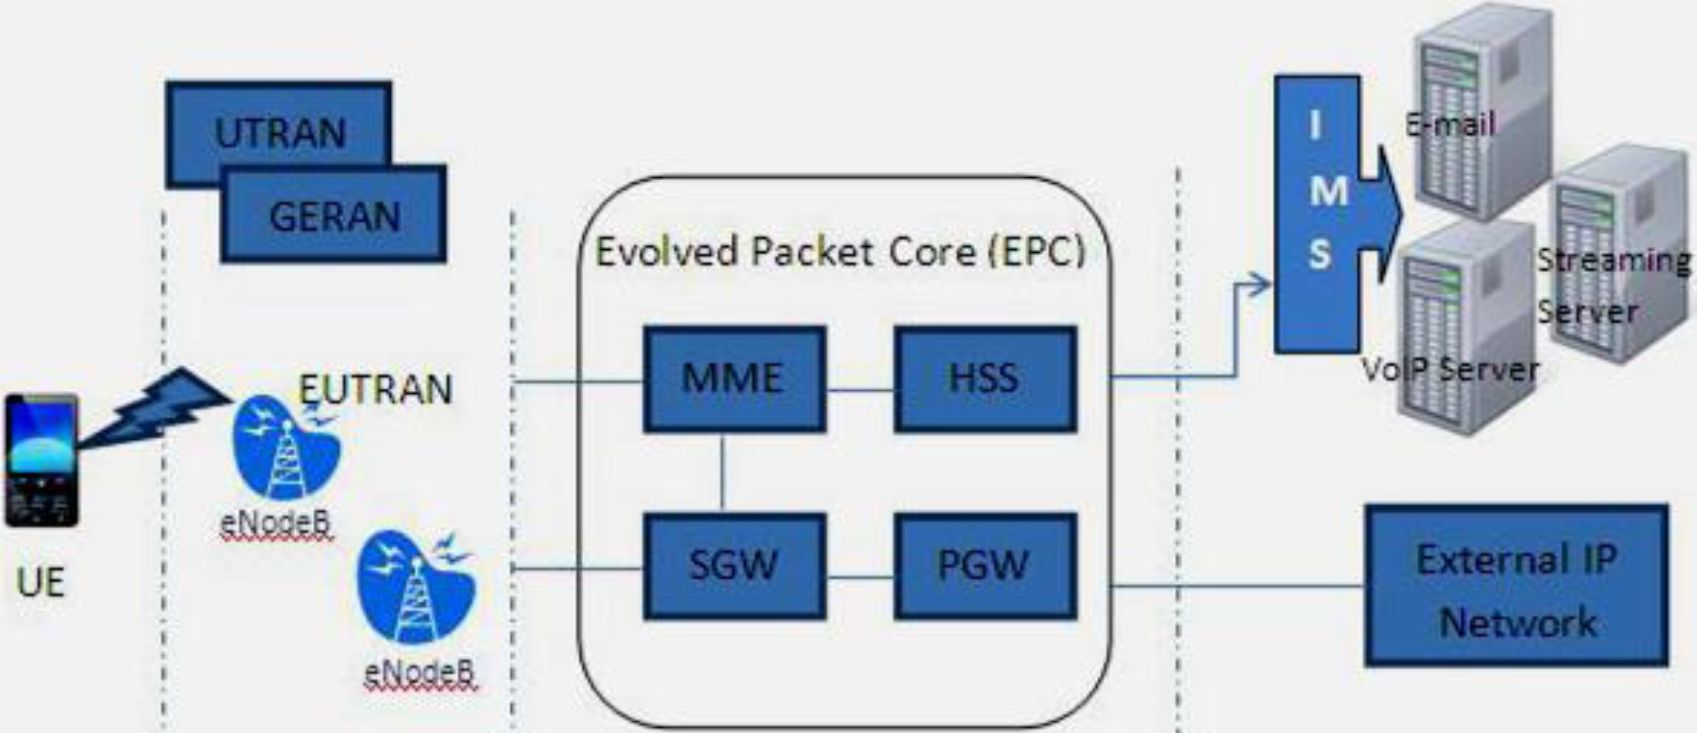 UTRAN
GERAN
EUTRAN
eNodeB
eNodeB
UE
Evolved Packet Core (EPC)
MME
HSS
SGW
PGW
I
M
S
E-mail
Streaming
Server
VoIP Server
External IP
Network